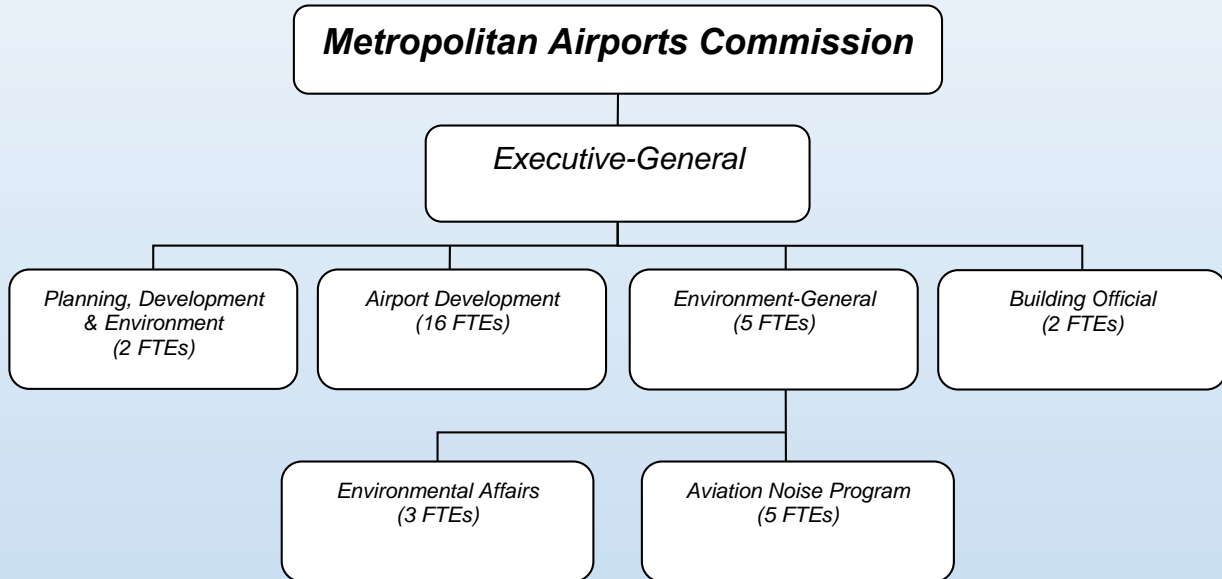 Metropolitan Airports Commission
Executive-General
Planning, Development
& Environment
(2 FTEs)
Airport Development
(16 FTEs)
Environment-General
(5 FTEs)
Building Official
(2 FTEs)
Environmental Affairs
(3 FTEs)
Aviation Noise Program
(5 FTEs)